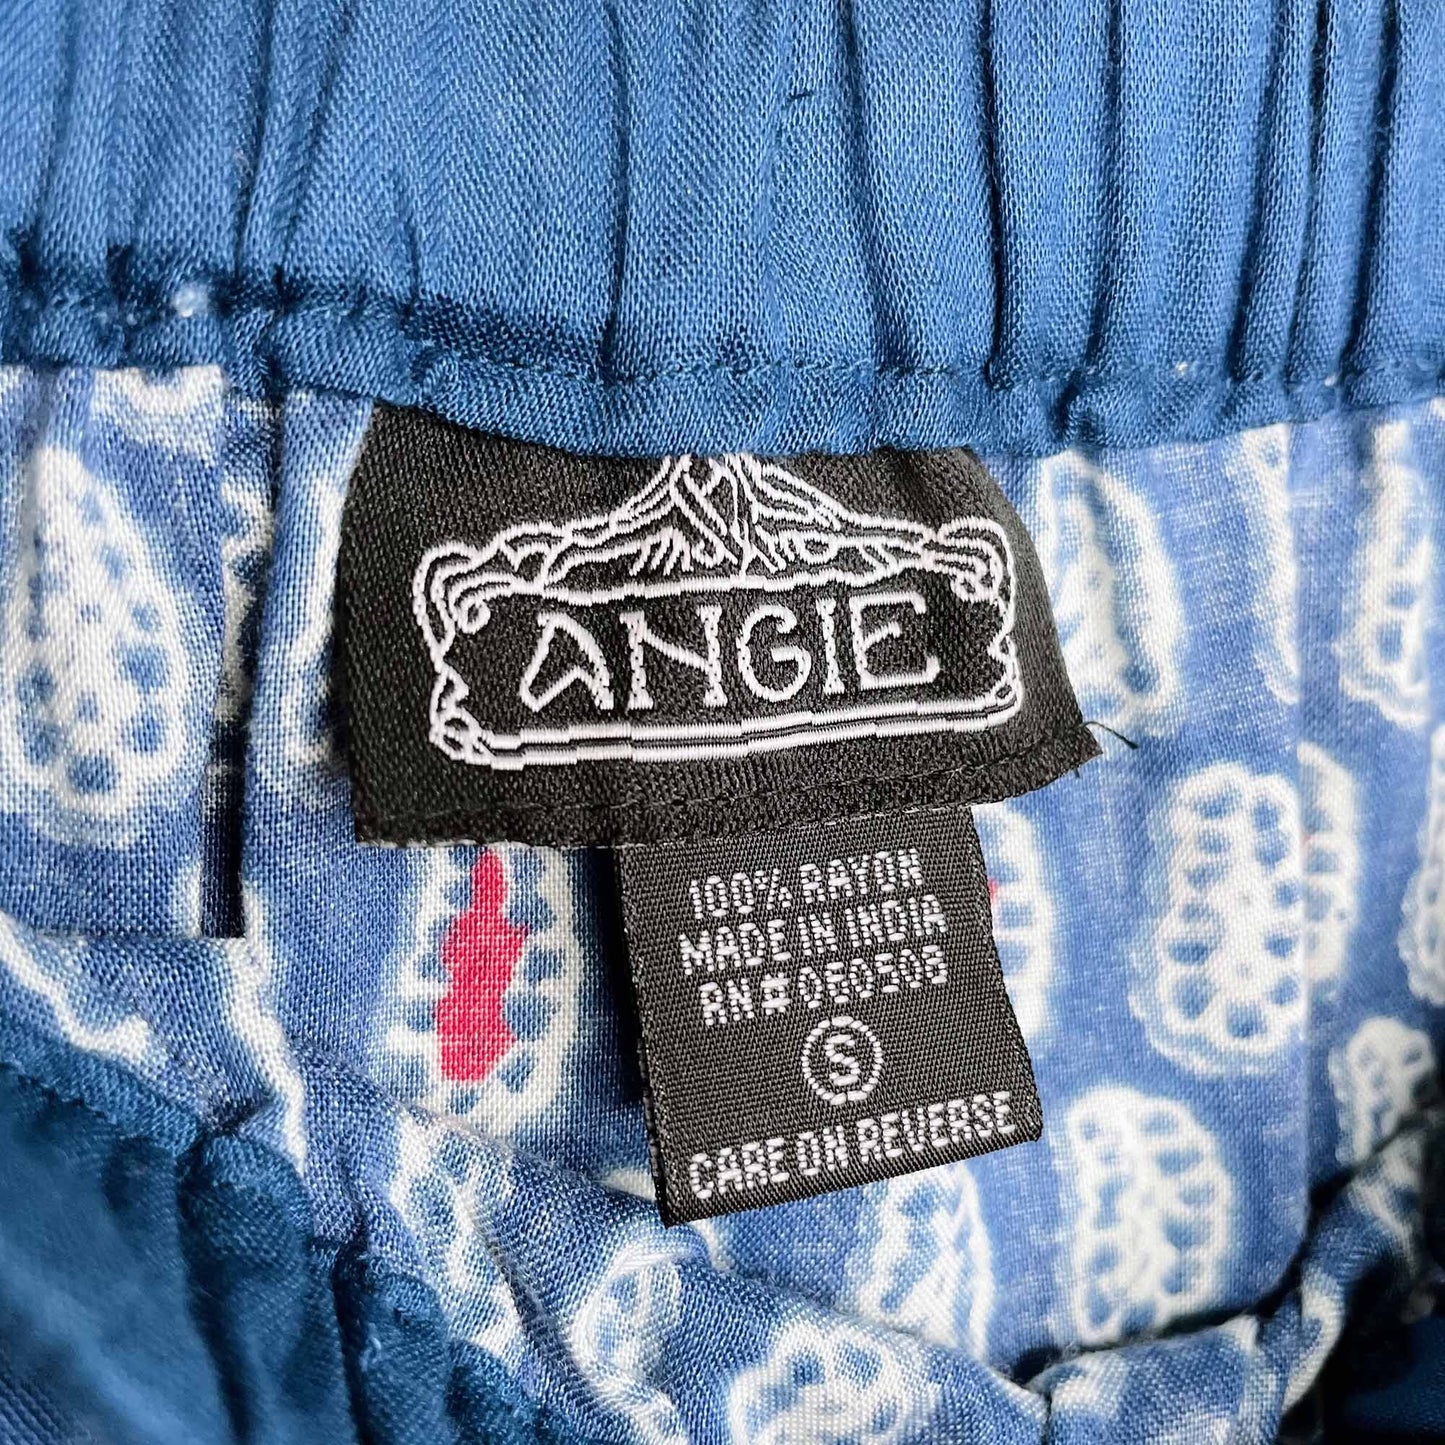 ANGIE
100% RAYON
MADE IN INDIA
RN # 060508
S
CARE ON REVERSE